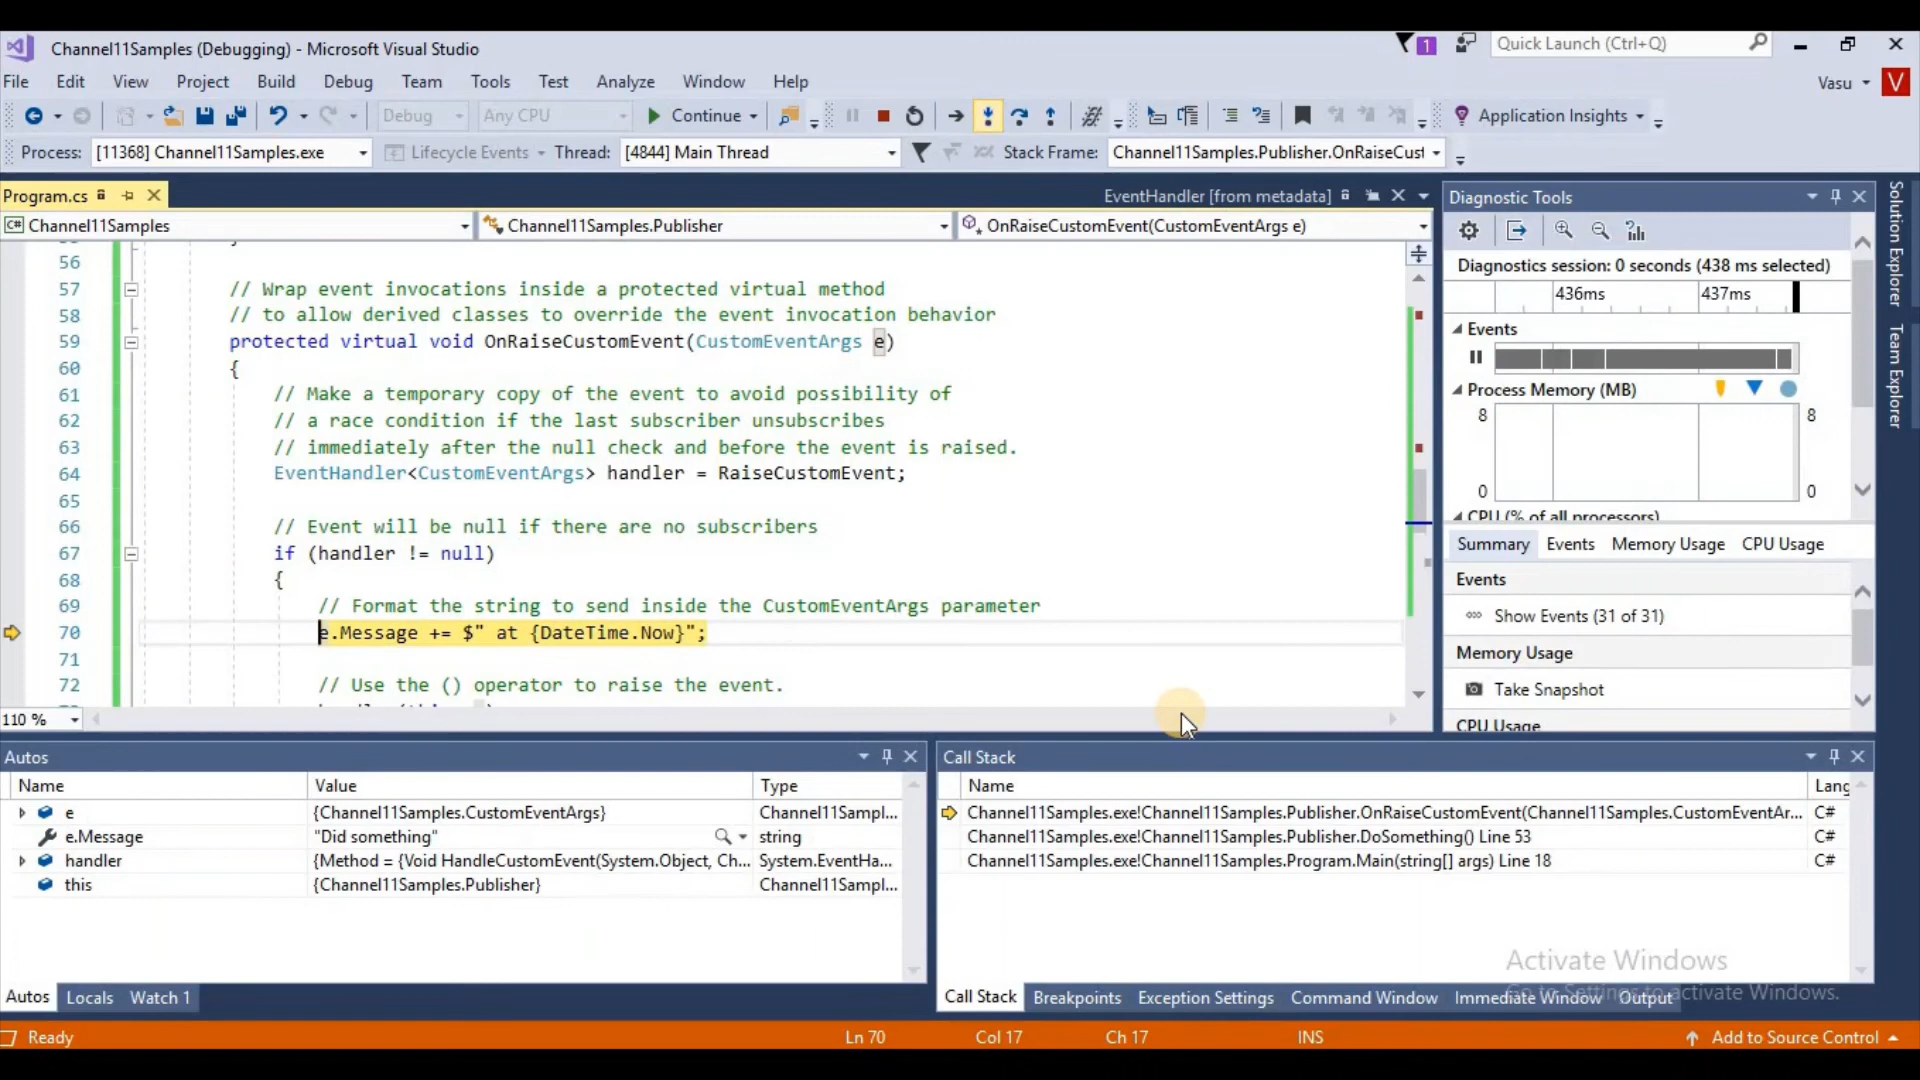 Channel11Samples (Debugging) - Microsoft Visual Studio
1
Quick Launch (Ctrl+Q)
File Edit View Project Build Debug Team Tools Test Analyze Window Help
Vasu
V
Debug Any CPU Continue Application Insights
Process: [11368] Channel11Samples.exe Lifecycle Events Thread: [4844] Main Thread Stack Frame: Channel11Samples.Publisher.OnRaiseCust
Program.cs
EventHandler [from metadata]
C# Channel11Samples Channel11Samples.Publisher OnRaiseCustomEvent(CustomEventArgs e)
56
57 // Wrap event invocations inside a protected virtual method
58 // to allow derived classes to override the event invocation behavior
59 protected virtual void OnRaiseCustomEvent(CustomEventArgs e)
60 {
61 // Make a temporary copy of the event to avoid possibility of
62 // a race condition if the last subscriber unsubscribes
63 // immediately after the null check and before the event is raised.
64 EventHandler<CustomEventArgs> handler = RaiseCustomEvent;
65
66 // Event will be null if there are no subscribers
67 if (handler != null)
68 {
69 // Format the string to send inside the CustomEventArgs parameter
70 e.Message += $" at {DateTime.Now}";
71
72 // Use the () operator to raise the event.
110 %
Diagnostic Tools
Diagnostics session: 0 seconds (438 ms selected)
436ms 437ms
Events
Process Memory (MB)
8 8
0 0
CPU (% of all processors)
Summary Events Memory Usage CPU Usage
Events
Show Events (31 of 31)
Memory Usage
Take Snapshot
CPU Usage
Solution Explorer
Team Explorer
Autos
Name Value Type
e {Channel11Samples.CustomEventArgs} Channel11Sampl...
e.Message "Did something" string
handler {Method = {Void HandleCustomEvent(System.Object, Ch... System.EventHa...
this {Channel11Samples.Publisher} Channel11Sampl...
Autos Locals Watch 1
Call Stack
Name Lang
Channel11Samples.exe!Channel11Samples.Publisher.OnRaiseCustomEvent(Channel11Samples.CustomEventAr... C#
Channel11Samples.exe!Channel11Samples.Publisher.DoSomething() Line 53 C#
Channel11Samples.exe!Channel11Samples.Program.Main(string[] args) Line 18 C#
Activate Windows
Go to Settings to activate Windows.
Call Stack Breakpoints Exception Settings Command Window Immediate Window Output
Ready Ln 70 Col 17 Ch 17 INS Add to Source Control